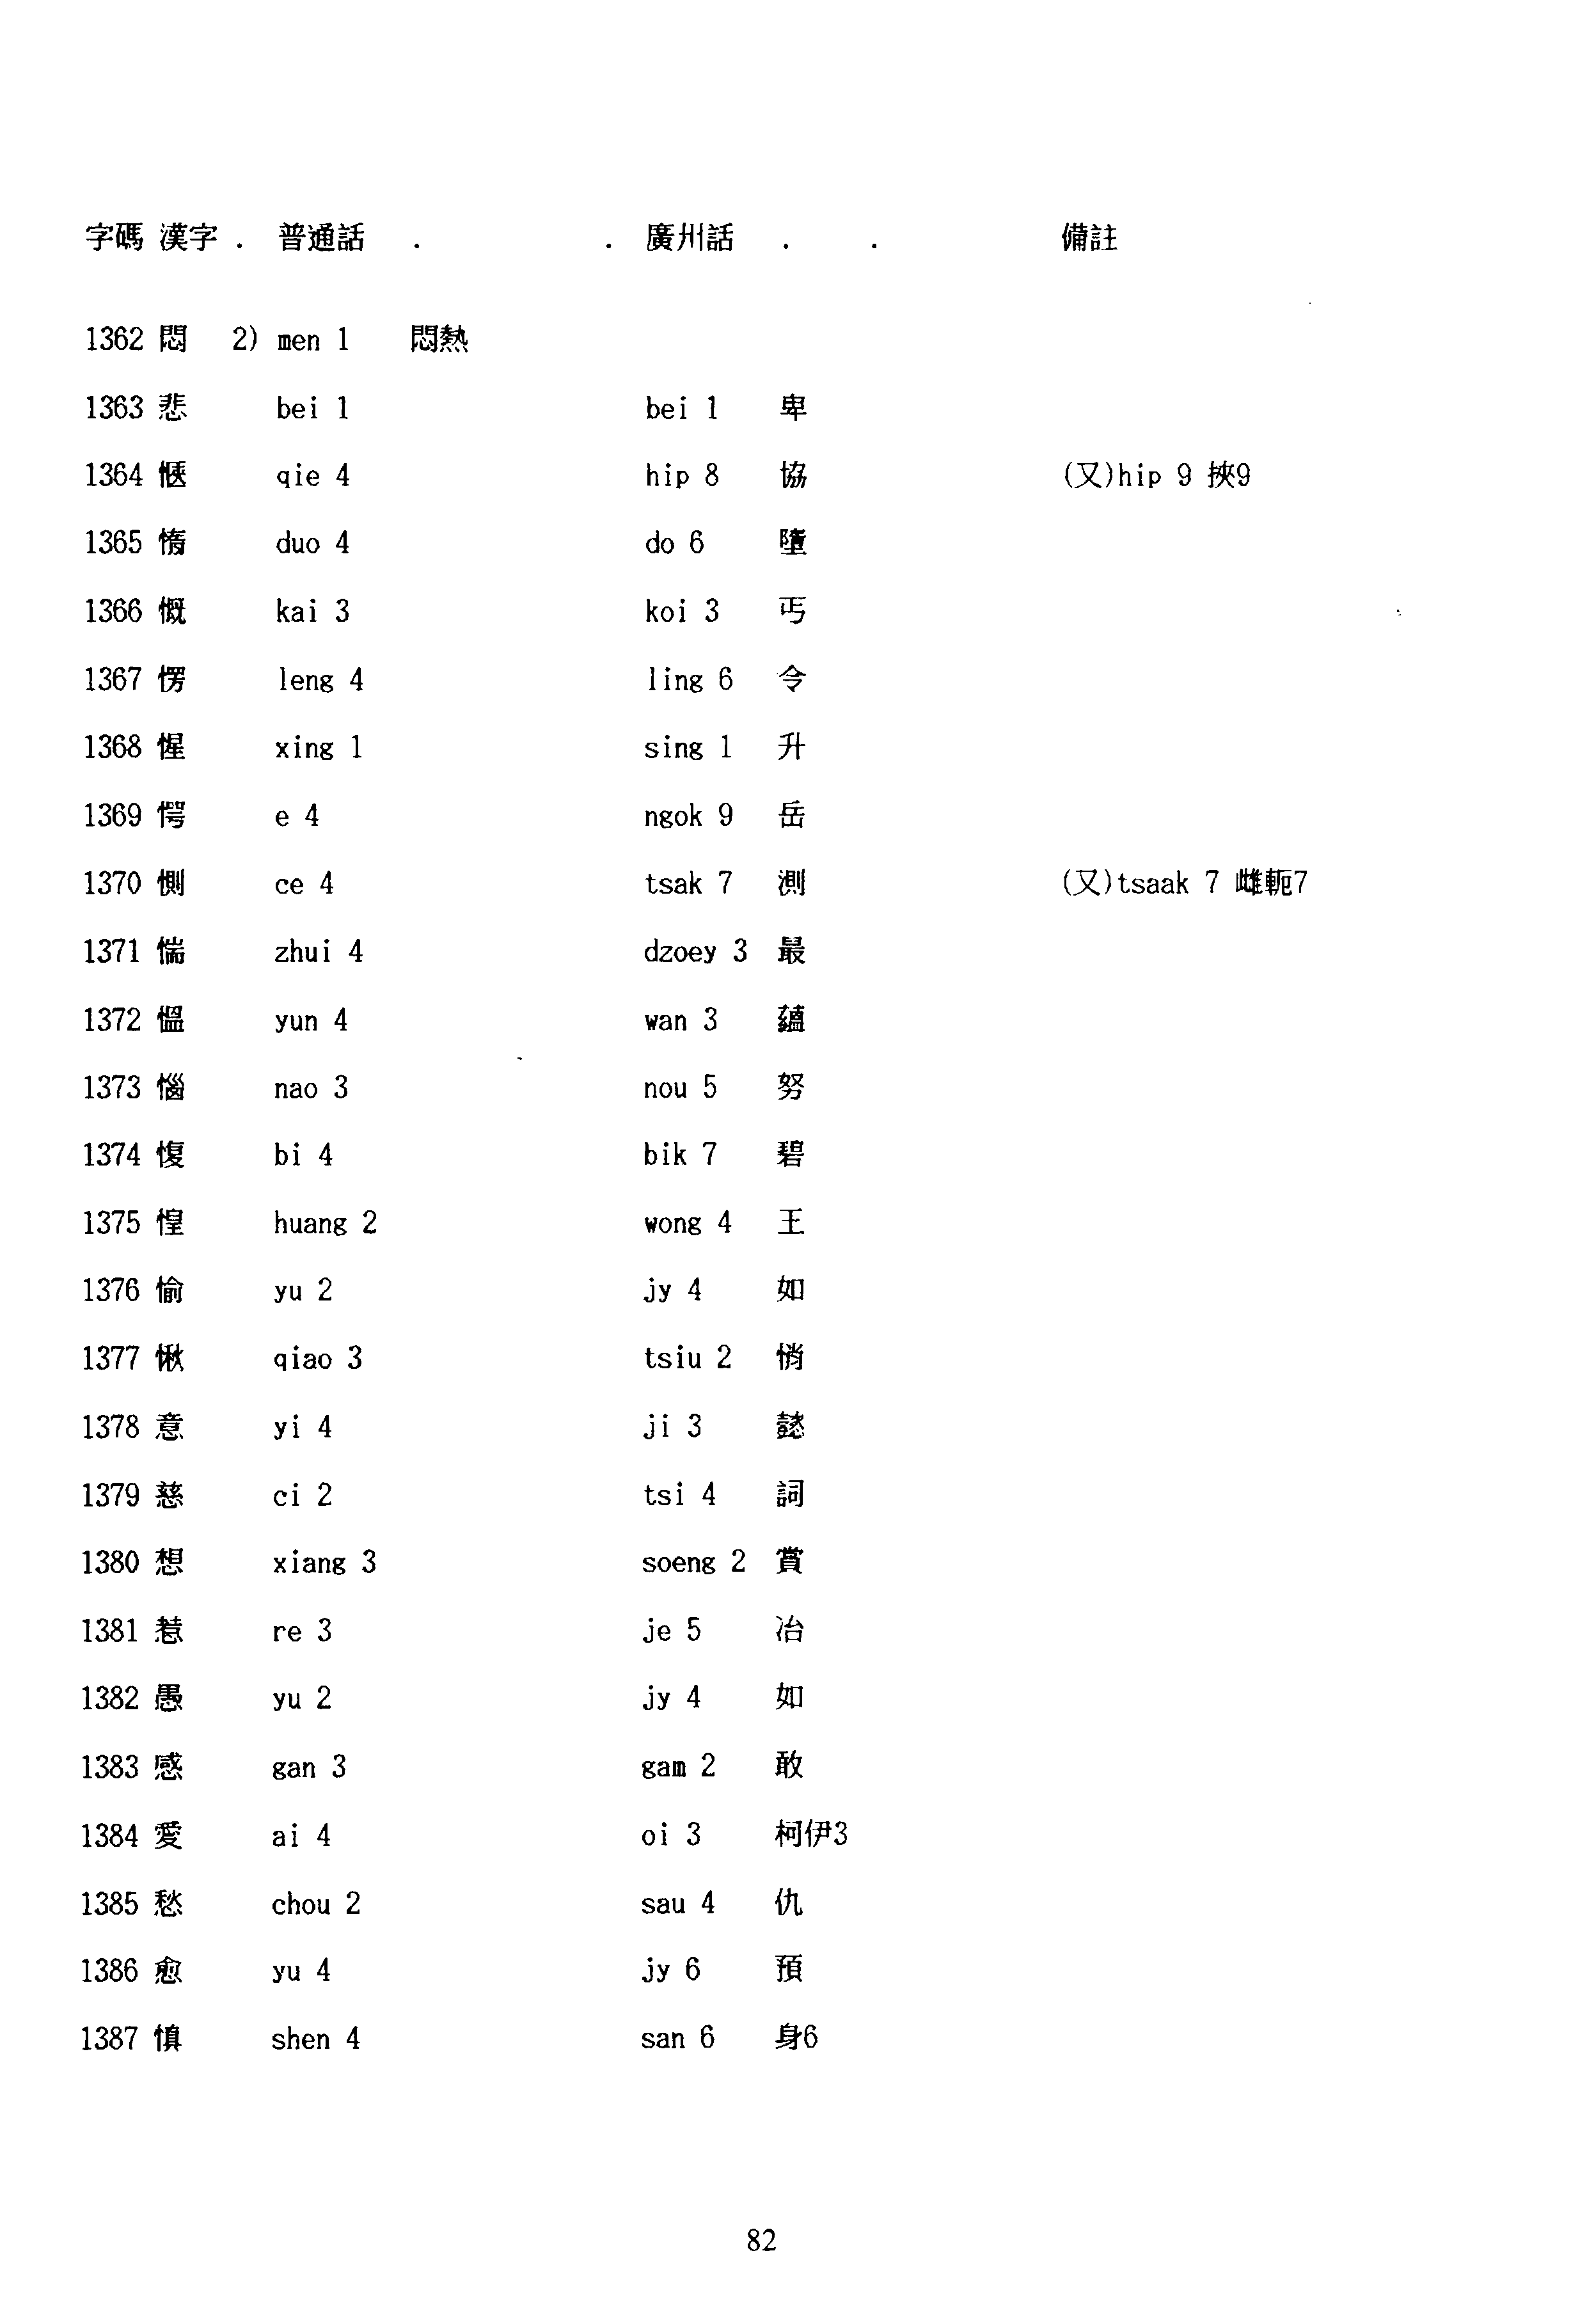 字碼 漢字 . 普通話 . . 廣州話 . . 備註
1362 悶 2) men 1 悶熱
1363 悲 bei 1 bei 1 卑
1364 愜 qie 4 hip 8 協 (又)hip 9 挾9
1365 惰 duo 4 do 6 墮
1366 慨 kai 3 koi 3 丐
1367 愣 leng 4 ling 6 令
1368 惺 xing 1 sing 1 升
1369 愕 e 4 ngok 9 岳
1370 惻 ce 4 tsak 7 測 (又)tsaak 7 雌軛7
1371 惴 zhui 4 dzoey 3 最
1372 慍 yun 4 wan 3 蘊
1373 惱 nao 3 nou 5 努
1374 愎 bi 4 bik 7 碧
1375 惶 huang 2 wong 4 王
1376 愉 yu 2 jy 4 如
1377 愀 qiao 3 tsiu 2 悄
1378 意 yi 4 ji 3 懿
1379 慈 ci 2 tsi 4 詞
1380 想 xiang 3 soeng 2 賞
1381 惹 re 3 je 5 冶
1382 愚 yu 2 jy 4 如
1383 感 gan 3 gam 2 敢
1384 愛 ai 4 oi 3 柯伊3
1385 愁 chou 2 sau 4 仇
1386 愈 yu 4 jy 6 預
1387 慎 shen 4 san 6 身6
82